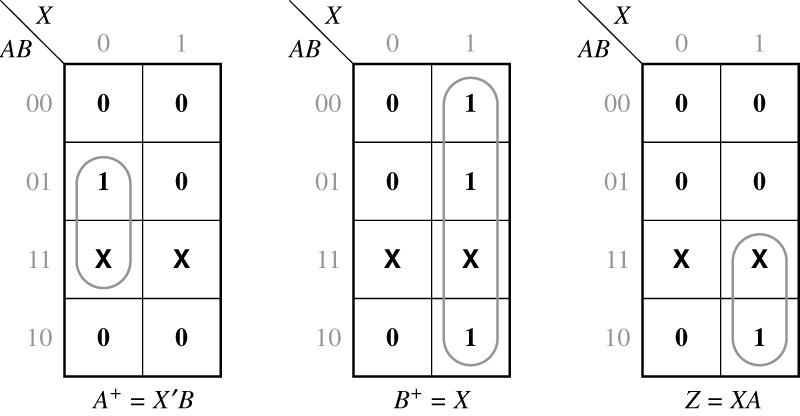 X X X
AB 0 1 AB 0 1 AB 0 1
00 0 0 00 0 1 00 0 0
01 1 0 01 0 1 01 0 0
11 X X 11 X X 11 X X
10 0 0 10 0 1 10 0 1
A⁺ = X′B B⁺ = X Z = XA